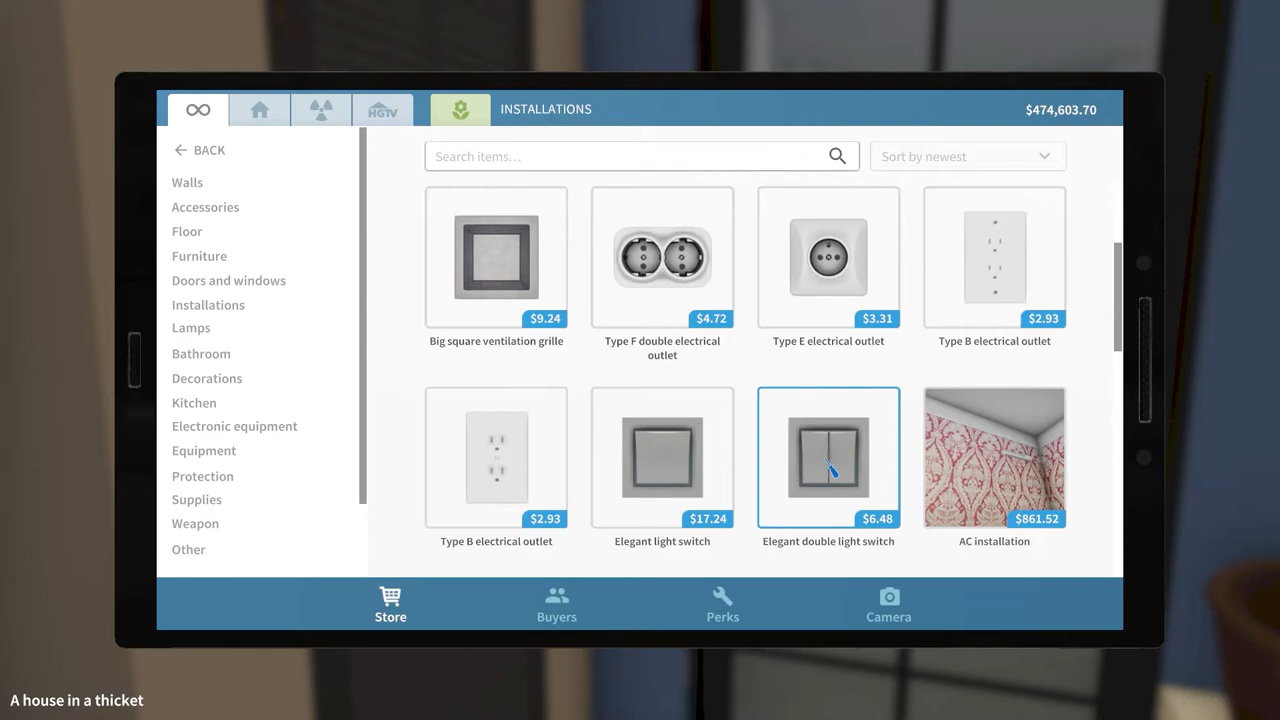 HGTV
INSTALLATIONS
$474,603.70
BACK
Search items...
Sort by newest
Walls
Accessories
Floor
Furniture
Doors and windows
Installations
Lamps
Bathroom
Decorations
Kitchen
Electronic equipment
Equipment
Protection
Supplies
Weapon
Other
$9.24
Big square ventilation grille
$4.72
Type F double electrical
outlet
$3.31
Type E electrical outlet
$2.93
Type B electrical outlet
$2.93
Type B electrical outlet
$17.24
Elegant light switch
$6.48
Elegant double light switch
$861.52
AC installation
Store
Buyers
Perks
Camera
A house in a thicket